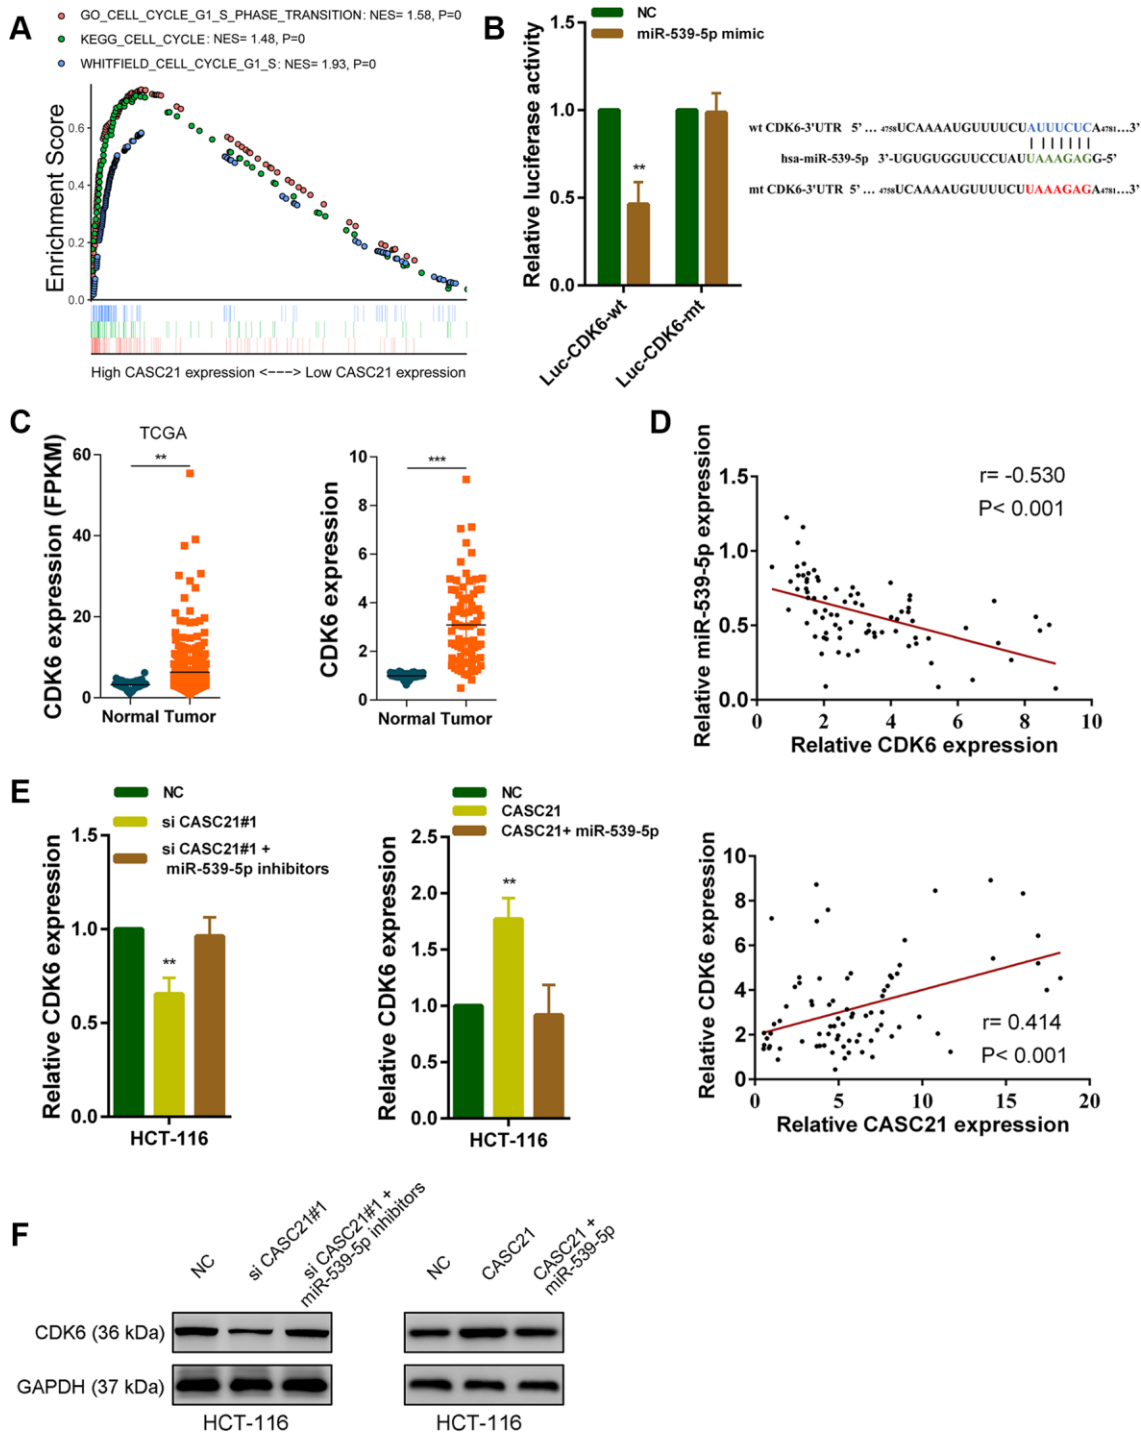 A
GO_CELL_CYCLE_G1_S_PHASE_TRANSITION: NES= 1.58, P=0
KEGG_CELL_CYCLE: NES= 1.48, P=0
WHITFIELD_CELL_CYCLE_G1_S: NES= 1.93, P=0
Enrichment Score
0.6
0.4
0.2
0.0
High CASC21 expression <---> Low CASC21 expression
B
NC
miR-539-5p mimic
Relative luciferase activity
1.5
1.0
0.5
0.0
**
Luc-CDK6-wt
Luc-CDK6-mt
wt CDK6-3'UTR 5' ... 4758UCAAAAUGUUUUCUAUUUCUCA4781...3'
hsa-miR-539-5p 3'-UGUGUGGUUCCUAUUAAAGAGG-5'
mt CDK6-3'UTR 5' ... 4758UCAAAAUGUUUUCUUAAAGAGA4781...3'
C
TCGA
**
CDK6 expression (FPKM)
60
40
20
0
Normal Tumor
***
CDK6 expression
10
8
6
4
2
0
Normal Tumor
D
Relative miR-539-5p expression
1.5
1.0
0.5
0.0
r= -0.530
P< 0.001
0 2 4 6 8 10
Relative CDK6 expression
E
NC
si CASC21#1
si CASC21#1 +
miR-539-5p inhibitors
Relative CDK6 expression
1.5
1.0
0.5
0.0
**
HCT-116
NC
CASC21
CASC21+ miR-539-5p
Relative CDK6 expression
2.5
2.0
1.5
1.0
0.5
0.0
**
HCT-116
Relative CDK6 expression
10
8
6
4
2
0
r= 0.414
P< 0.001
0 5 10 15 20
Relative CASC21 expression
F
NC
si CASC21#1
si CASC21#1 +
miR-539-5p inhibitors
NC
CASC21
CASC21 +
miR-539-5p
CDK6 (36 kDa)
GAPDH (37 kDa)
HCT-116
HCT-116